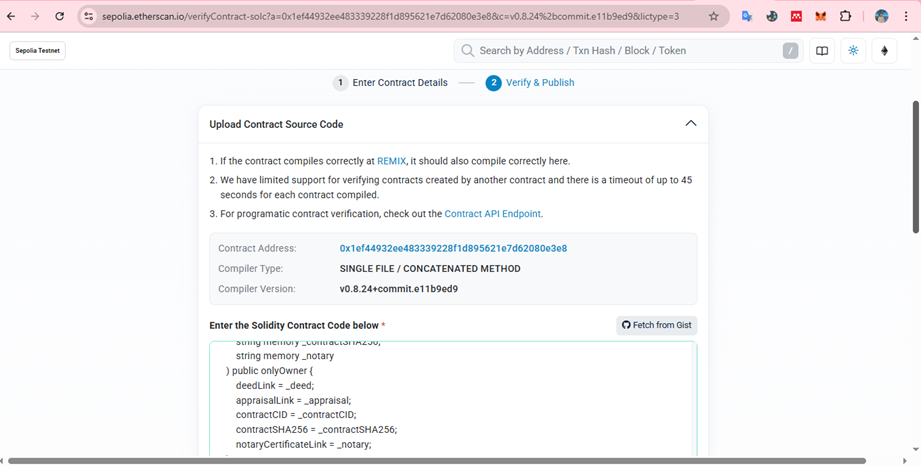 sepolia.etherscan.io/verifyContract-solc?a=0x1ef44932ee483339228f1d895621e7d62080e3e8&c=v0.8.24%2bcommit.e11b9ed9&lictype=3
Sepolia Testnet
Search by Address / Txn Hash / Block / Token
/
1 Enter Contract Details
2 Verify & Publish
Upload Contract Source Code
1. If the contract compiles correctly at REMIX, it should also compile correctly here.
2. We have limited support for verifying contracts created by another contract and there is a timeout of up to 45
seconds for each contract compiled.
3. For programatic contract verification, check out the Contract API Endpoint.
Contract Address: 0x1ef44932ee483339228f1d895621e7d62080e3e8
Compiler Type: SINGLE FILE / CONCATENATED METHOD
Compiler Version: v0.8.24+commit.e11b9ed9
Enter the Solidity Contract Code below *
Fetch from Gist
string memory _contractSHA256,
string memory _notary
) public onlyOwner {
deedLink = _deed;
appraisalLink = _appraisal;
contractCID = _contractCID;
contractSHA256 = _contractSHA256;
notaryCertificateLink = _notary;